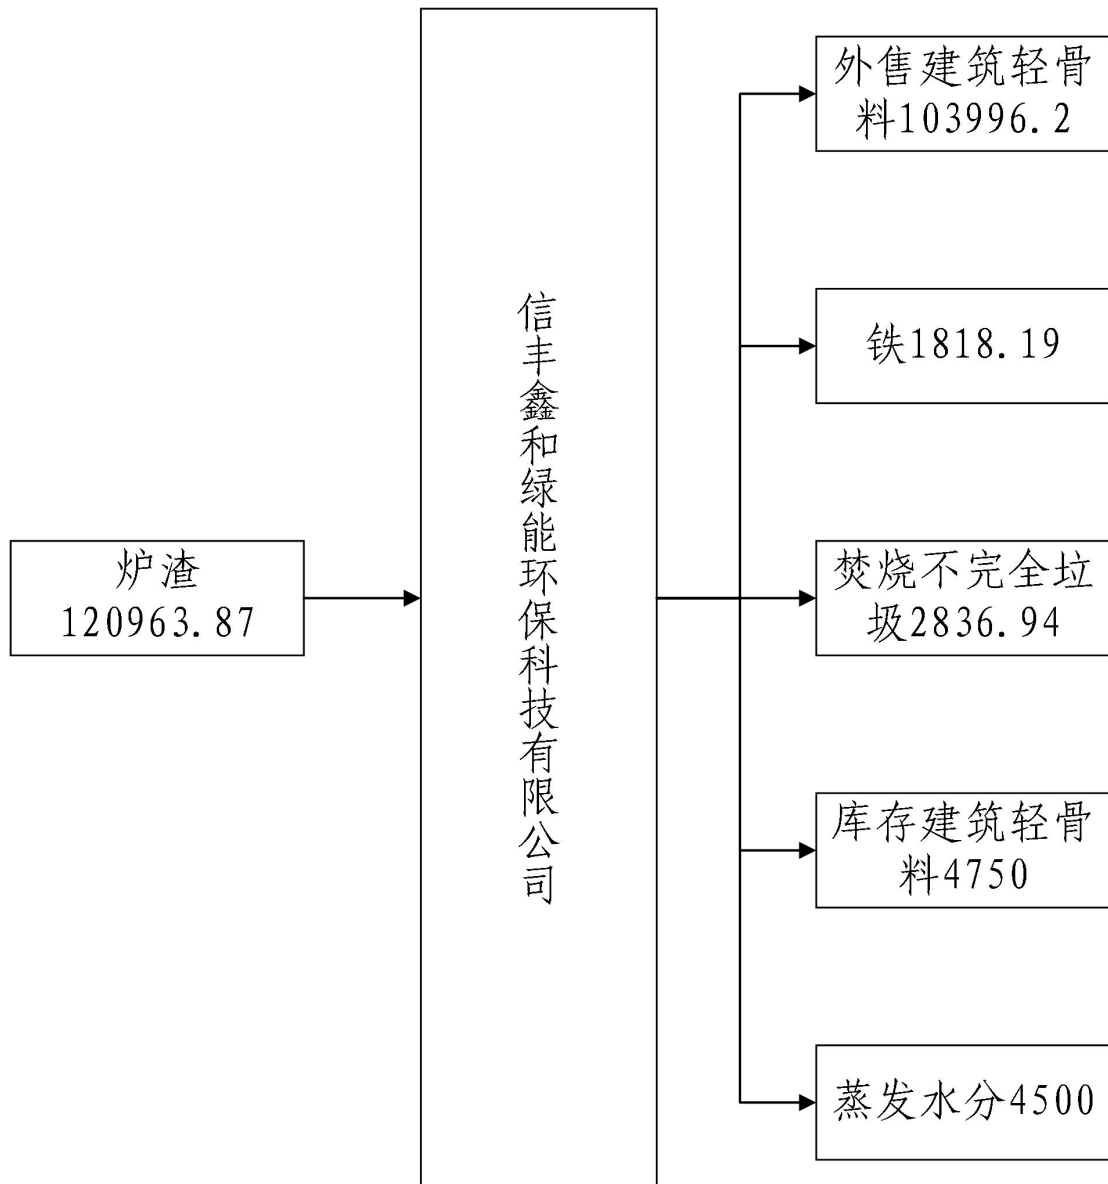 炉渣
120963.87
信丰鑫和绿能环保科技有限公司
外售建筑轻骨
料103996.2
铁1818.19
焚烧不完全垃
圾2836.94
库存建筑轻骨
料4750
蒸发水分4500